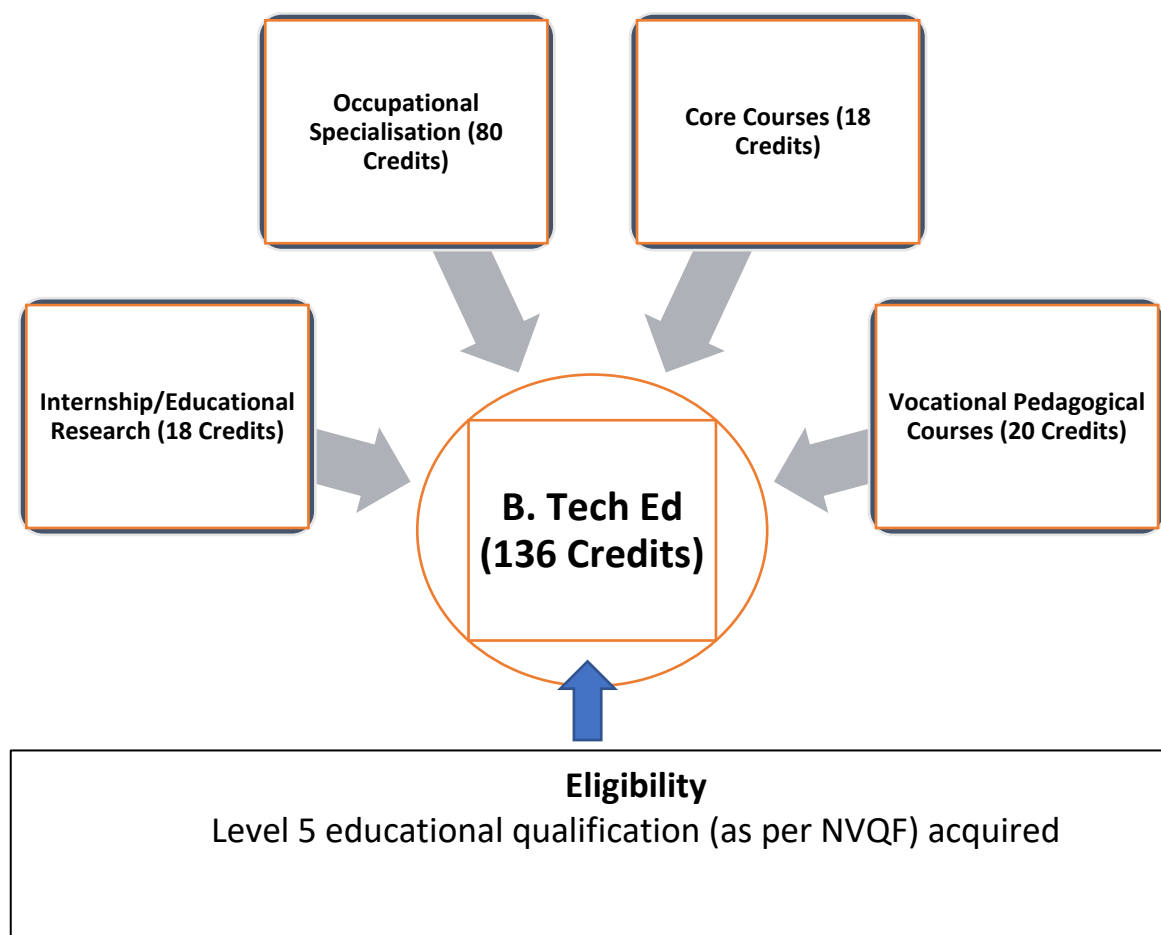 Occupational
Specialisation (80
Credits)
Core Courses (18
Credits)
Internship/Educational
Research (18 Credits)
Vocational Pedagogical
Courses (20 Credits)
B. Tech Ed
(136 Credits)
Eligibility
Level 5 educational qualification (as per NVQF) acquired